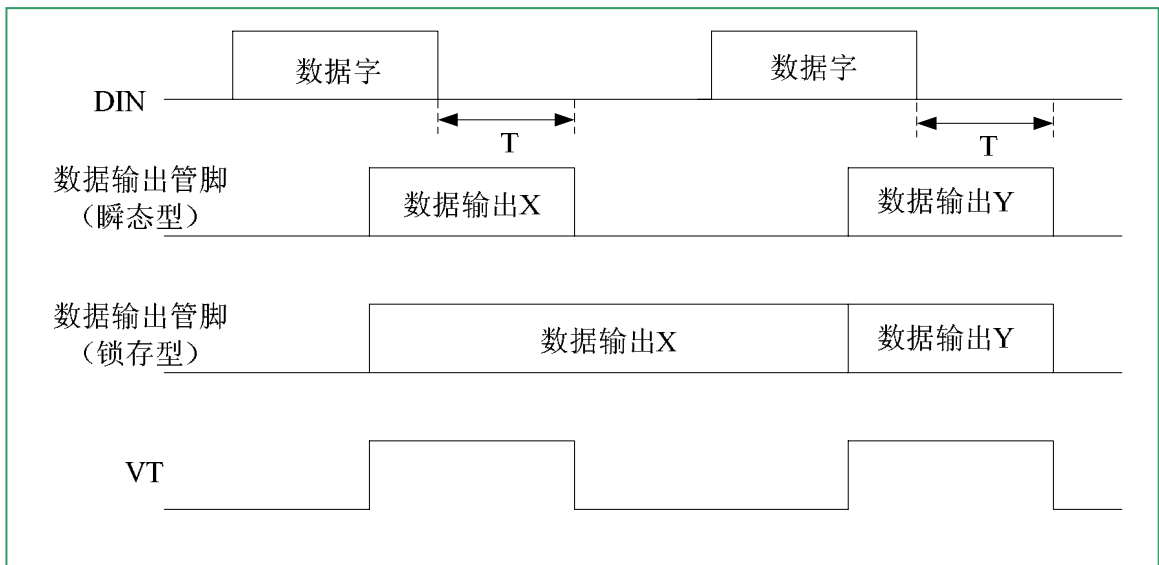 数据字
数据字
DIN
T
T
数据输出管脚
（瞬态型）
数据输出X
数据输出Y
数据输出管脚
（锁存型）
数据输出X
数据输出Y
VT